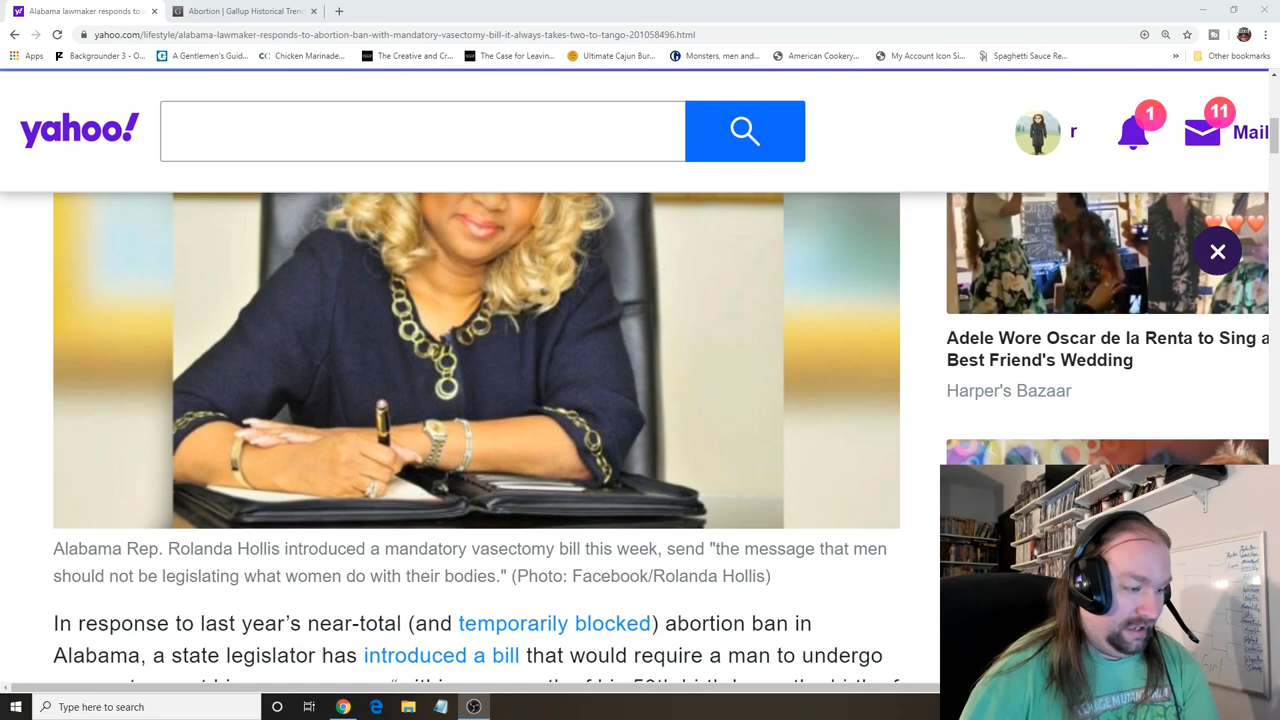 Alabama lawmaker responds to a
Abortion | Gallup Historical Tren
yahoo.com/lifestyle/alabama-lawmaker-responds-to-abortion-ban-with-mandatory-vasectomy-bill-it-always-takes-two-to-tango-201058496.html
Apps
Backgrounder 3 - O...
A Gentlemen's Guid...
Chicken Marinade...
The Creative and Cr...
The Case for Leavin...
Ultimate Cajun Bur...
Monsters, men and...
American Cookery...
My Account Icon Si...
Spaghetti Sauce Re...
»
Other bookmarks
yahoo!
r
1
11
Mail
Adele Wore Oscar de la Renta to Sing a
Best Friend's Wedding
Harper's Bazaar
Alabama Rep. Rolanda Hollis introduced a mandatory vasectomy bill this week, send "the message that men
should not be legislating what women do with their bodies." (Photo: Facebook/Rolanda Hollis)
In response to last year's near-total (and temporarily blocked) abortion ban in
Alabama, a state legislator has introduced a bill that would require a man to undergo
Type here to search